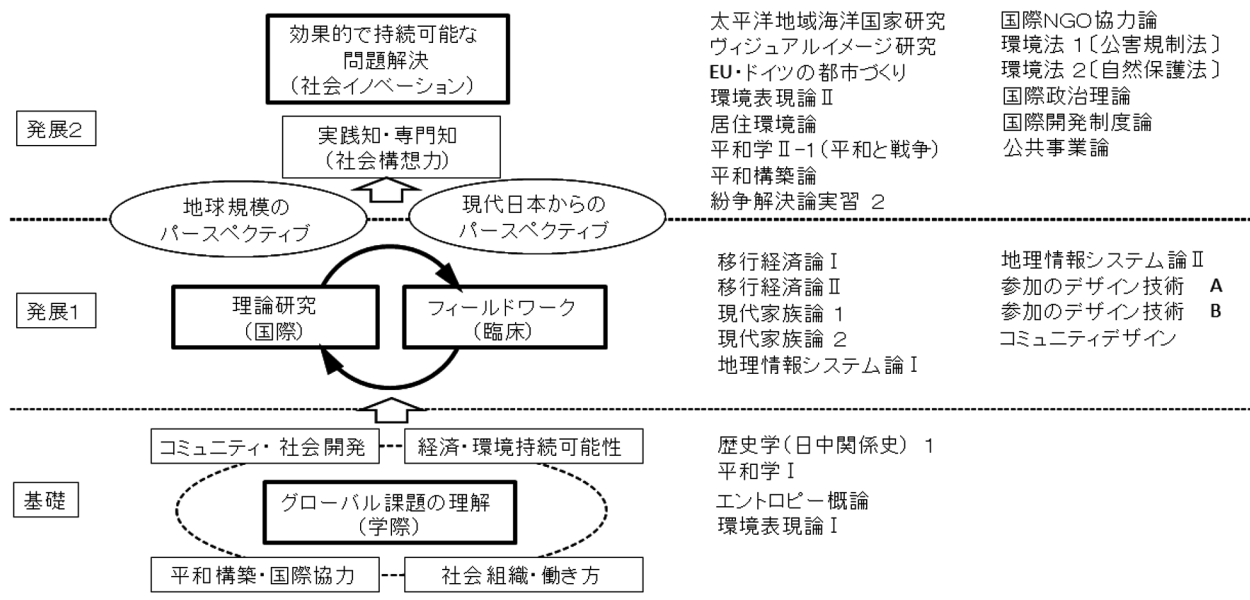 効果的で持続可能な
問題解決
（社会イノベーション）
発展2
実践知・専門知
（社会構想力）
地球規模の
パースペクティブ
現代日本からの
パースペクティブ
太平洋地域海洋国家研究
ヴィジュアルイメージ研究
EU・ドイツの都市づくり
環境表現論Ⅱ
居住環境論
平和学Ⅱ-1（平和と戦争）
平和構築論
紛争解決論実習 2
国際NGO協力論
環境法 1〔公害規制法〕
環境法 2〔自然保護法〕
国際政治理論
国際開発制度論
公共事業論
発展1
理論研究
（国際）
フィールドワーク
（臨床）
移行経済論Ⅰ
移行経済論Ⅱ
現代家族論 1
現代家族論 2
地理情報システム論Ⅰ
地理情報システム論Ⅱ
参加のデザイン技術 A
参加のデザイン技術 B
コミュニティデザイン
基礎
コミュニティ・社会開発
経済・環境持続可能性
グローバル課題の理解
（学際）
平和構築・国際協力
社会組織・働き方
歴史学（日中関係史） 1
平和学Ⅰ
エントロピー概論
環境表現論Ⅰ